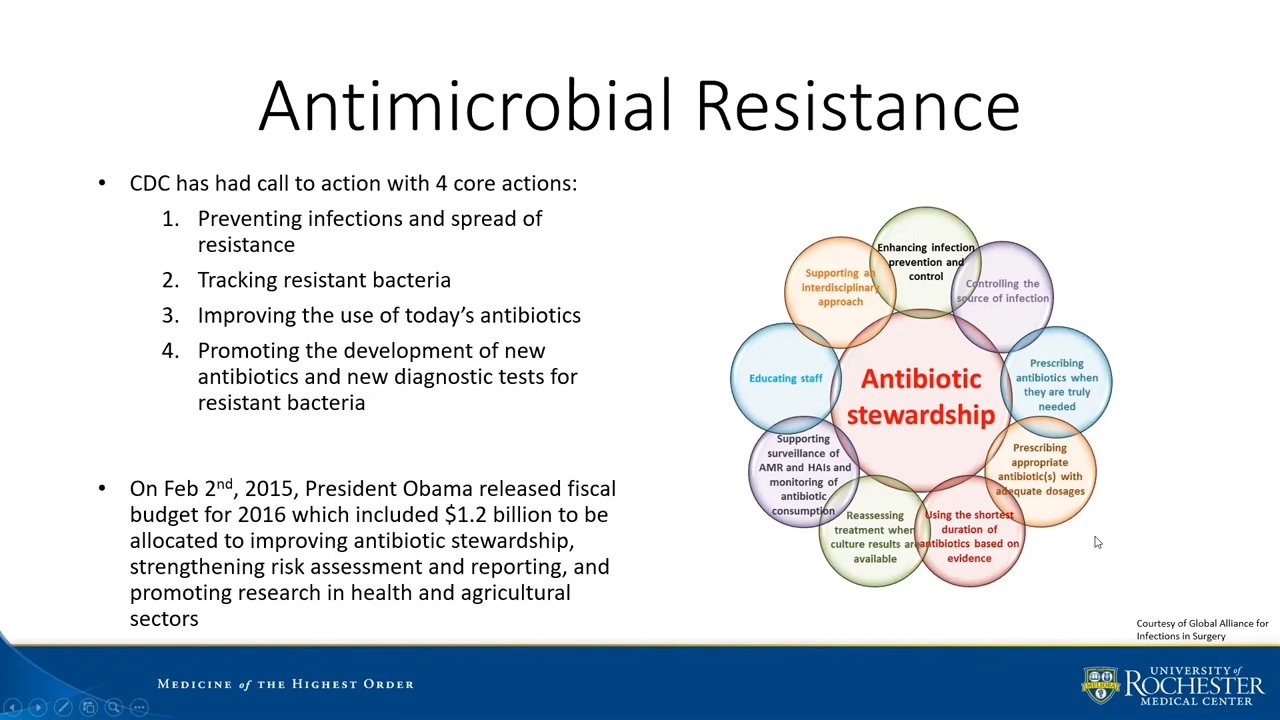 Antimicrobial Resistance
• CDC has had call to action with 4 core actions:
1. Preventing infections and spread of
resistance
2. Tracking resistant bacteria
3. Improving the use of today’s antibiotics
4. Promoting the development of new
antibiotics and new diagnostic tests for
resistant bacteria
• On Feb 2nd, 2015, President Obama released fiscal
budget for 2016 which included $1.2 billion to be
allocated to improving antibiotic stewardship,
strengthening risk assessment and reporting, and
promoting research in health and agricultural
sectors
Enhancing infection
prevention and
control
Controlling the
source of infection
Prescribing
antibiotics when
they are truly
needed
Prescribing
appropriate
antibiotic(s) with
adequate dosages
Using the shortest
duration of
antibiotics based on
evidence
Reassessing
treatment when
culture results are
available
Supporting
surveillance of
AMR and HAIs and
monitoring of
antibiotic
consumption
Educating staff
Supporting an
interdisciplinary
approach
Antibiotic
stewardship
Courtesy of Global Alliance for
Infections in Surgery
MEDICINE of THE HIGHEST ORDER
MELIORA
UNIVERSITY of
ROCHESTER
MEDICAL CENTER